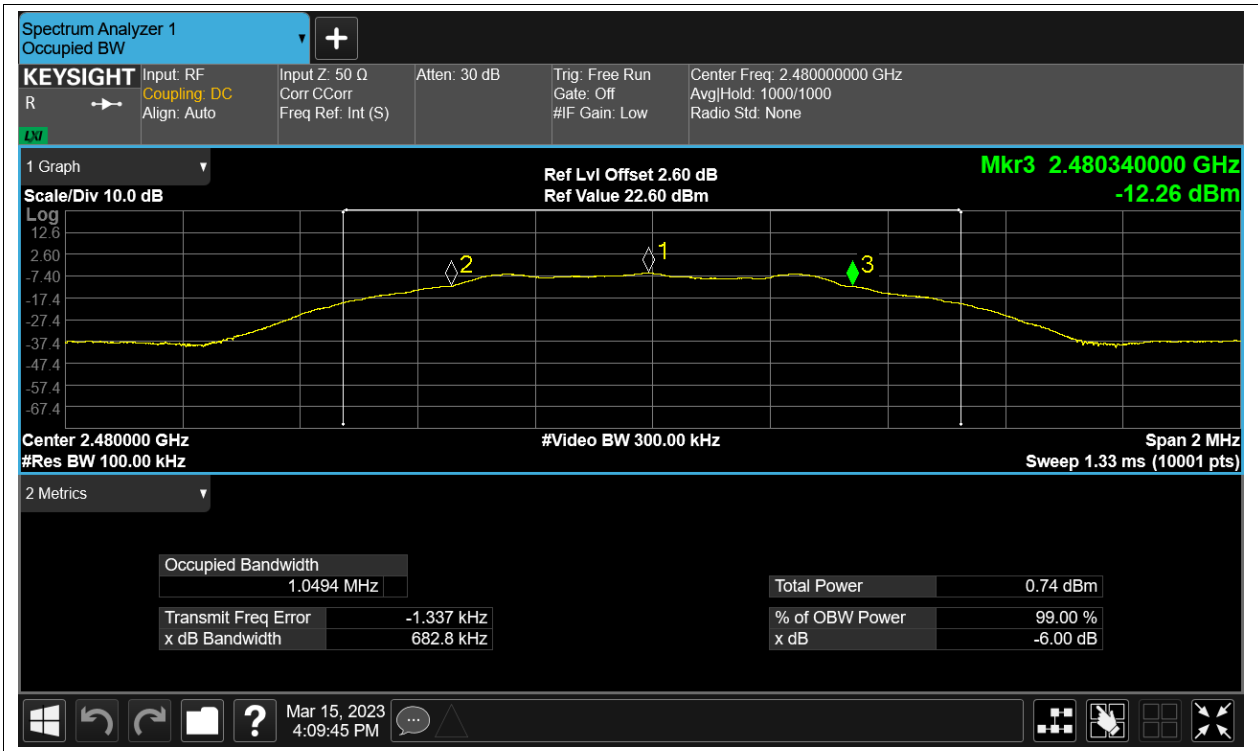 Spectrum Analyzer 1
Occupied BW
▼
+
KEYSIGHT
R
LXI
Input: RF
Coupling: DC
Align: Auto
Input Z: 50 Ω
Corr CCorr
Freq Ref: Int (S)
Atten: 30 dB
Trig: Free Run
Gate: Off
#IF Gain: Low
Center Freq: 2.480000000 GHz
Avg|Hold: 1000/1000
Radio Std: None
1 Graph
▼
Scale/Div 10.0 dB
Ref Lvl Offset 2.60 dB
Ref Value 22.60 dBm
Mkr3 2.480340000 GHz
-12.26 dBm
Log
12.6
2.60
-7.40
-17.4
-27.4
-37.4
-47.4
-57.4
-67.4
2
1
3
Center 2.480000 GHz
#Res BW 100.00 kHz
#Video BW 300.00 kHz
Span 2 MHz
Sweep 1.33 ms (10001 pts)
2 Metrics
▼
Occupied Bandwidth
1.0494 MHz
Transmit Freq Error -1.337 kHz
x dB Bandwidth 682.8 kHz
Total Power 0.74 dBm
% of OBW Power 99.00 %
x dB -6.00 dB
?
Mar 15, 2023
4:09:45 PM